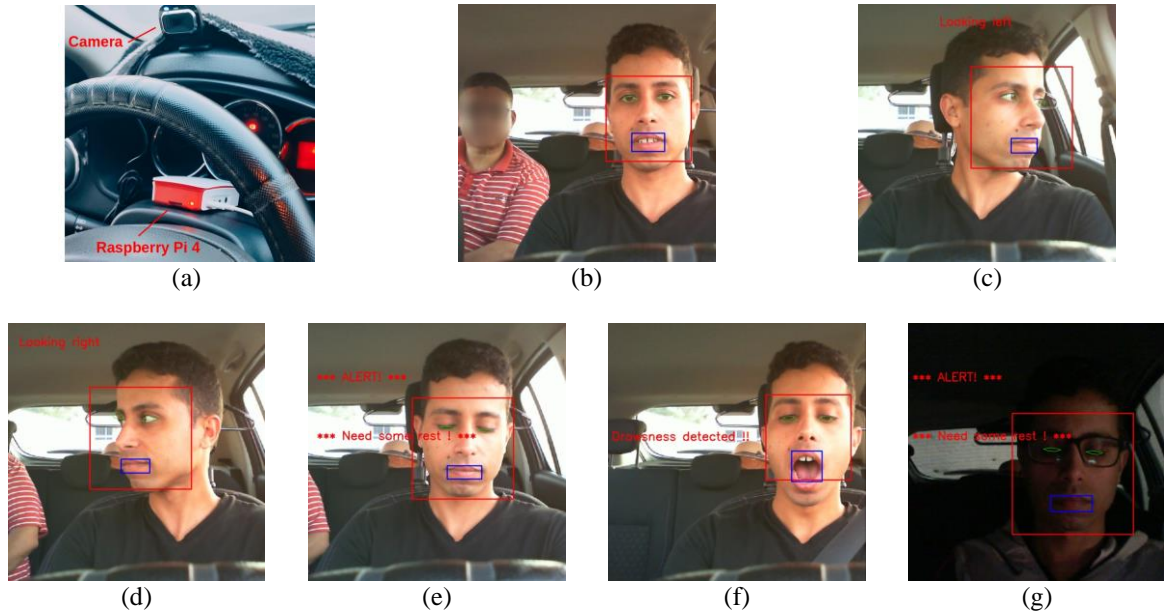 Camera
Raspberry Pi 4
(a)
(b)
Looking left
(c)
Looking right
(d)
*** ALERT! ***
*** Need some rest ! ***
(e)
Drowsness detected !!
(f)
*** ALERT! ***
*** Need some rest ! ***
(g)